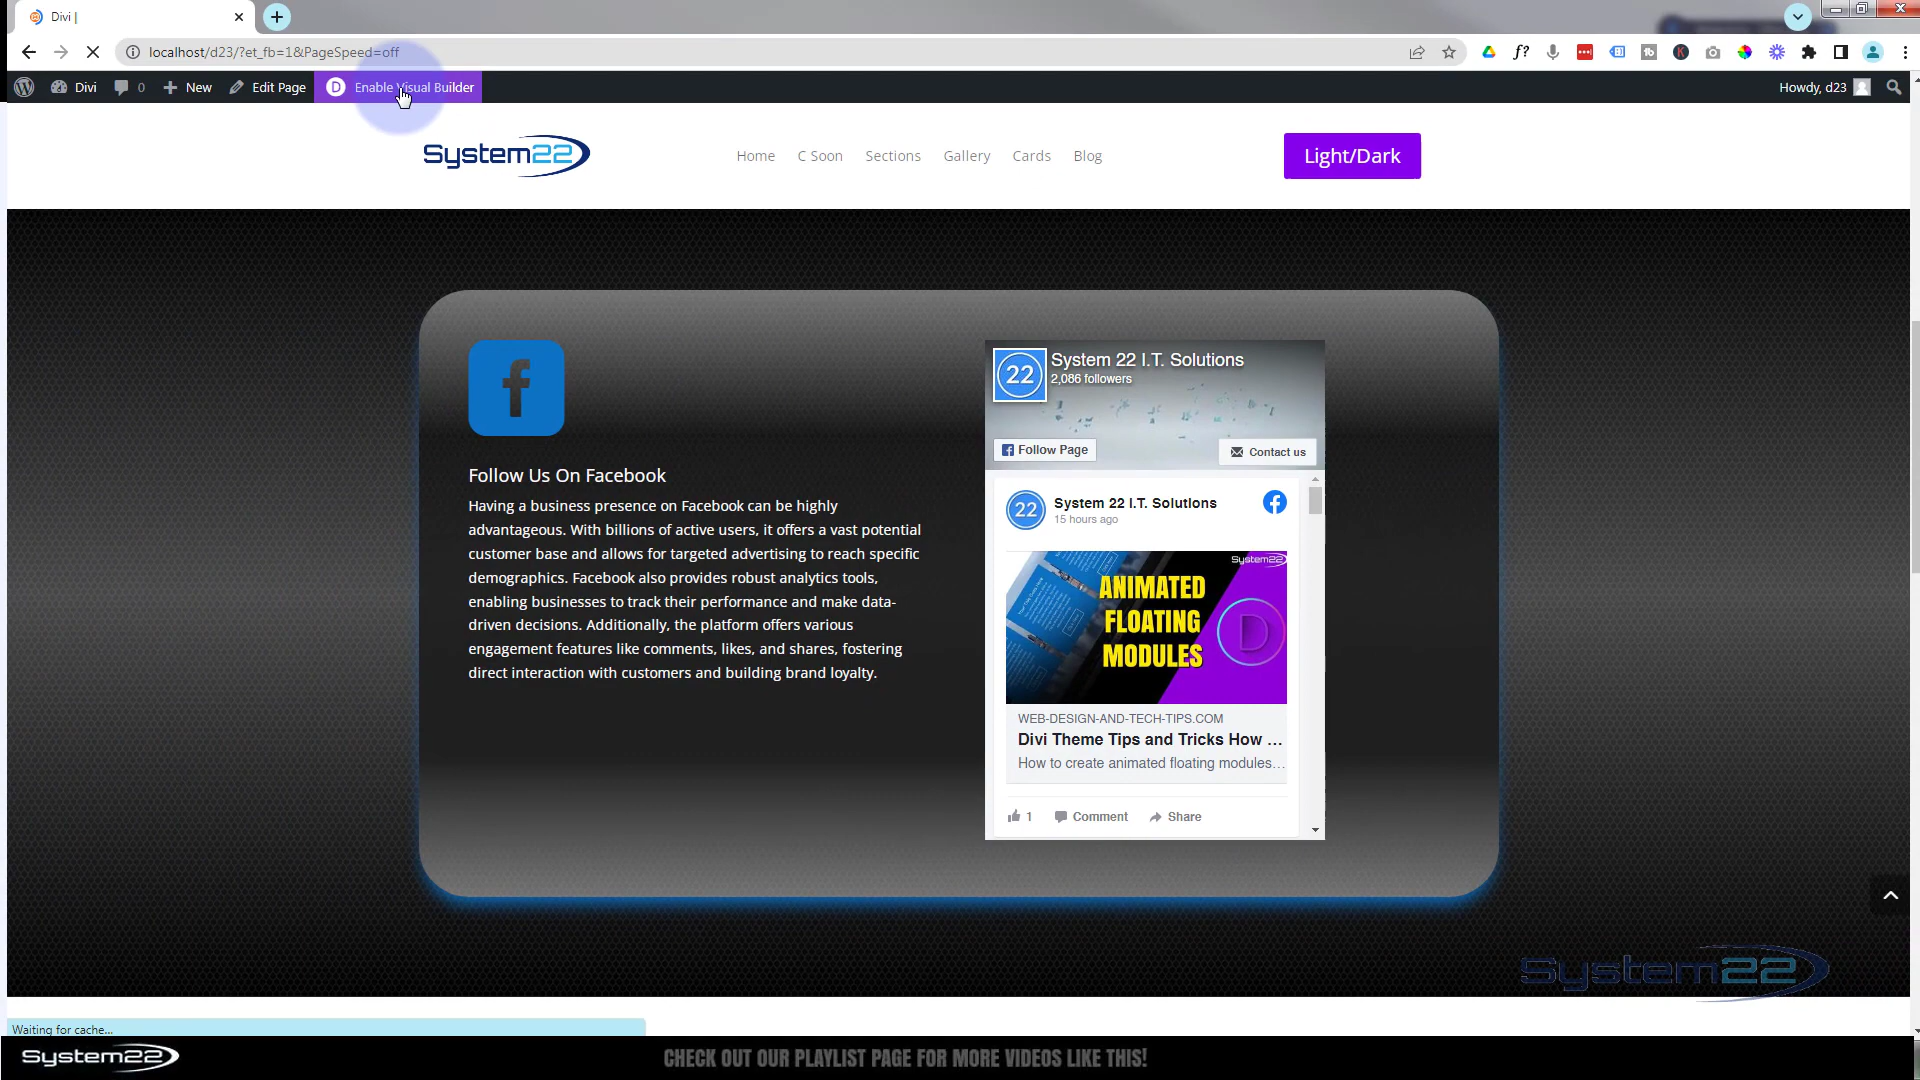 Divi |
localhost/d23/?et_fb=1&PageSpeed=off
Divi 0 New Edit Page Enable Visual Builder Howdy, d23
System22
Home C Soon Sections Gallery Cards Blog
Light/Dark
Follow Us On Facebook
Having a business presence on Facebook can be highly
advantageous. With billions of active users, it offers a vast potential
customer base and allows for targeted advertising to reach specific
demographics. Facebook also provides robust analytics tools,
enabling businesses to track their performance and make data-
driven decisions. Additionally, the platform offers various
engagement features like comments, likes, and shares, fostering
direct interaction with customers and building brand loyalty.
22
System 22 I.T. Solutions
2,086 followers
Follow Page
Contact us
22
System 22 I.T. Solutions
15 hours ago
System22
ANIMATED
FLOATING
MODULES
D
WEB-DESIGN-AND-TECH-TIPS.COM
Divi Theme Tips and Tricks How ...
How to create animated floating modules...
1 Comment Share
System22
Waiting for cache...
System22
CHECK OUT OUR PLAYLIST PAGE FOR MORE VIDEOS LIKE THIS!